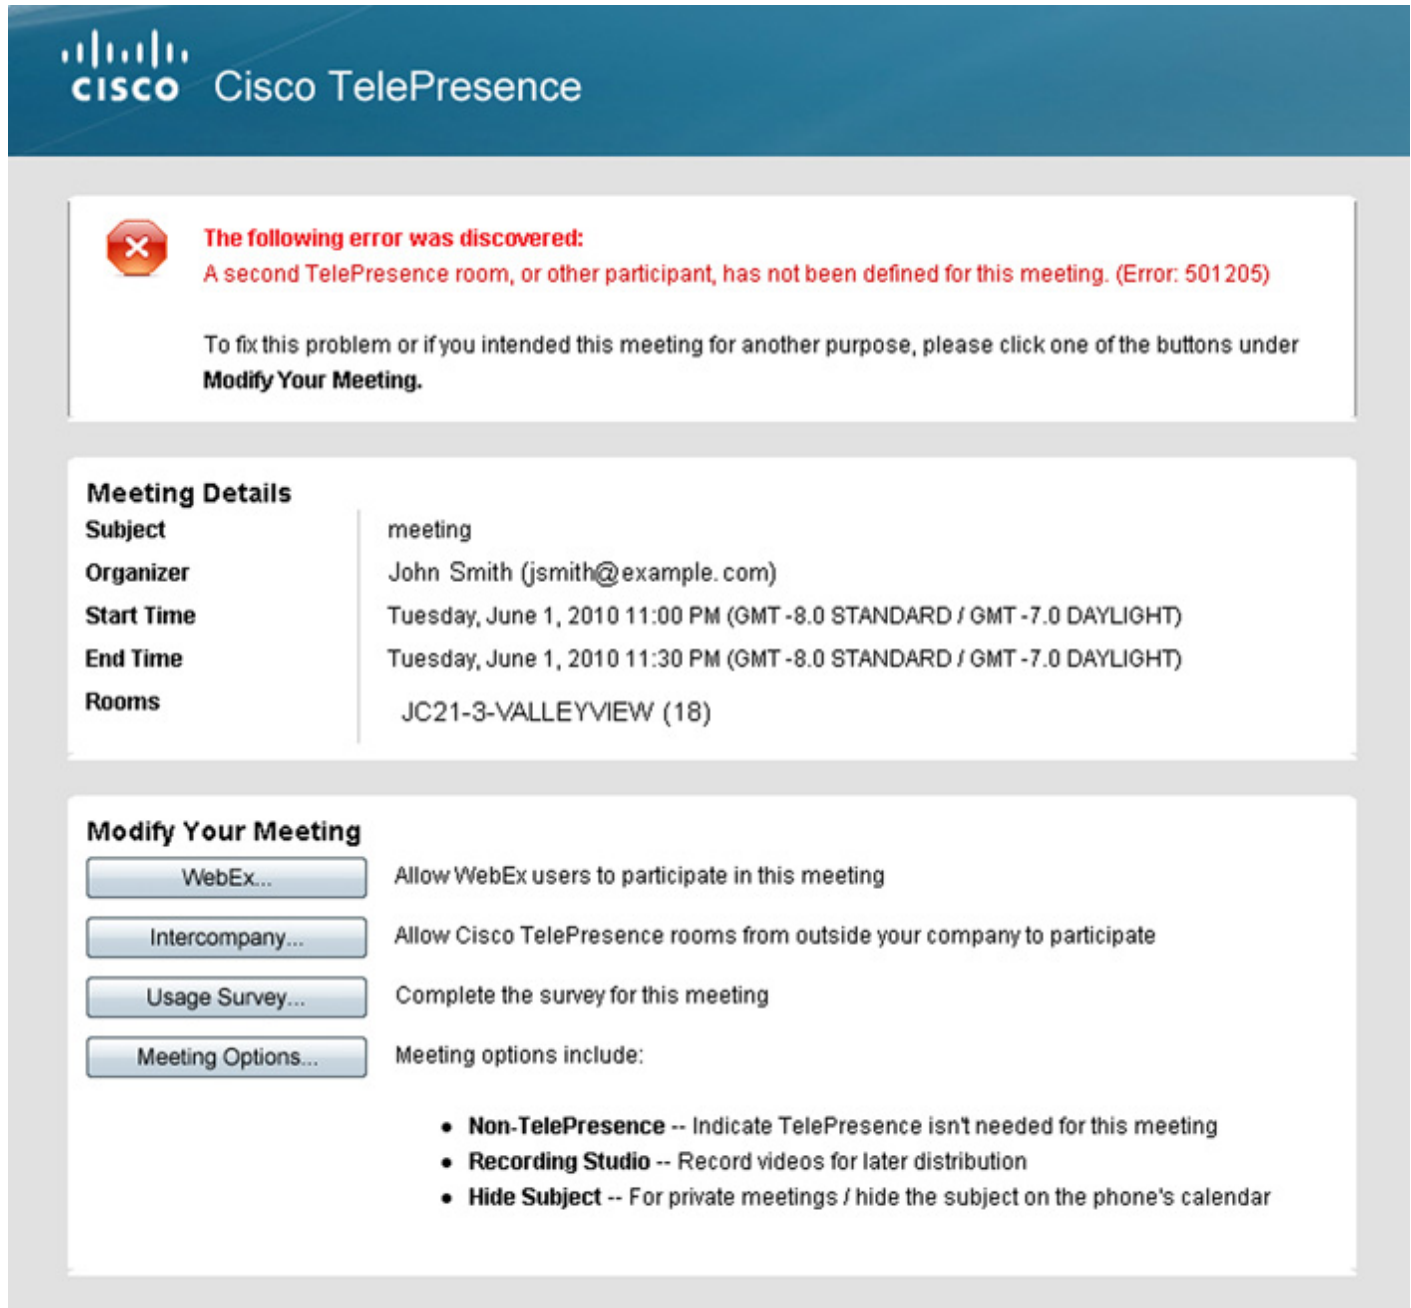 cisco Cisco TelePresence
The following error was discovered:
A second TelePresence room, or other participant, has not been defined for this meeting. (Error: 501205)
To fix this problem or if you intended this meeting for another purpose, please click one of the buttons under
Modify Your Meeting.
Meeting Details
Subject meeting
Organizer John Smith (jsmith@example.com)
Start Time Tuesday, June 1, 2010 11:00 PM (GMT -8.0 STANDARD / GMT -7.0 DAYLIGHT)
End Time Tuesday, June 1, 2010 11:30 PM (GMT -8.0 STANDARD / GMT -7.0 DAYLIGHT)
Rooms JC21-3-VALLEYVIEW (18)
Modify Your Meeting
WebEx... Allow WebEx users to participate in this meeting
Intercompany... Allow Cisco TelePresence rooms from outside your company to participate
Usage Survey... Complete the survey for this meeting
Meeting Options... Meeting options include:
• Non-TelePresence -- Indicate TelePresence isn't needed for this meeting
• Recording Studio -- Record videos for later distribution
• Hide Subject -- For private meetings / hide the subject on the phone's calendar